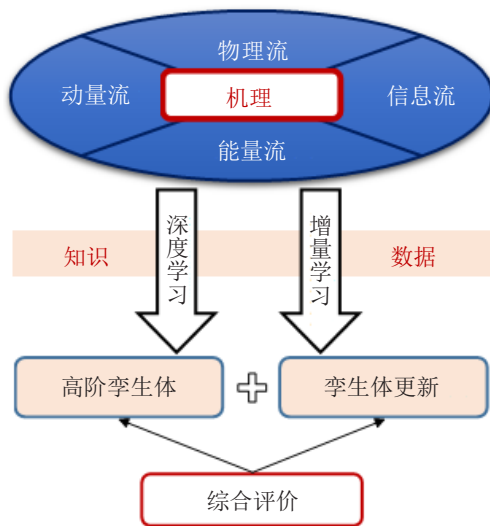 物理流
动量流
机理
信息流
能量流
知识
深度学习
增量学习
数据
高阶孪生体
孪生体更新
综合评价